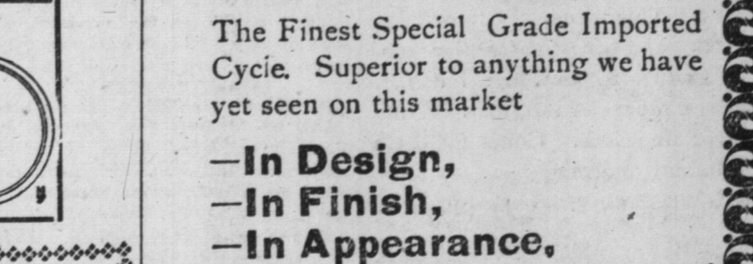 The Finest Special Grade Imported
Cycie. Superior to anything we have
yet seen on this market
—In Design,
—In Finish,
—In Appearance,